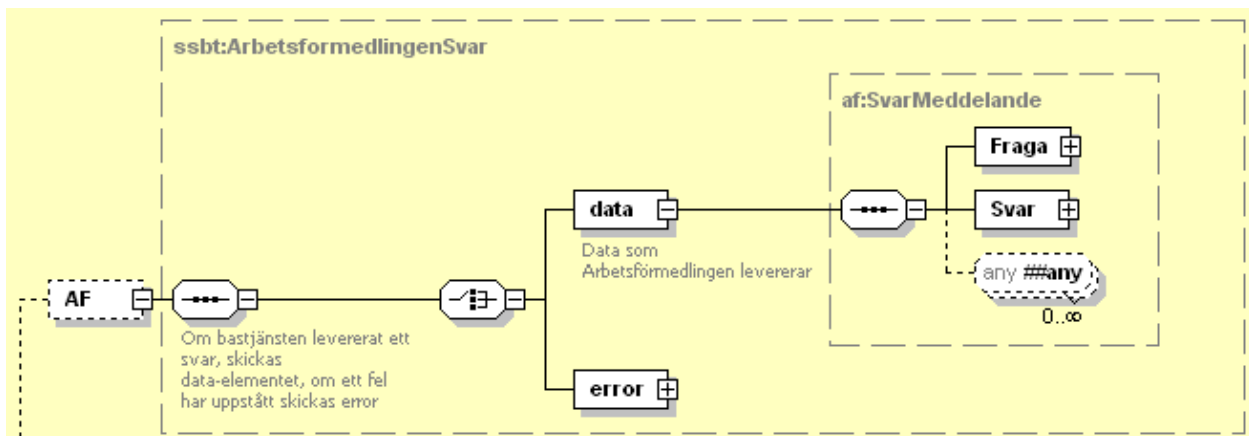 ssbt:ArbetsformedlingenSvar
af:SvarMeddelande
Fraga
data
Svar
Data som
Arbetsförmedlingen levererar
any ##any
0..∞
AF
Om bastjänsten levererat ett
svar, skickas
data-elementet, om ett fel
har uppstått skickas error
error